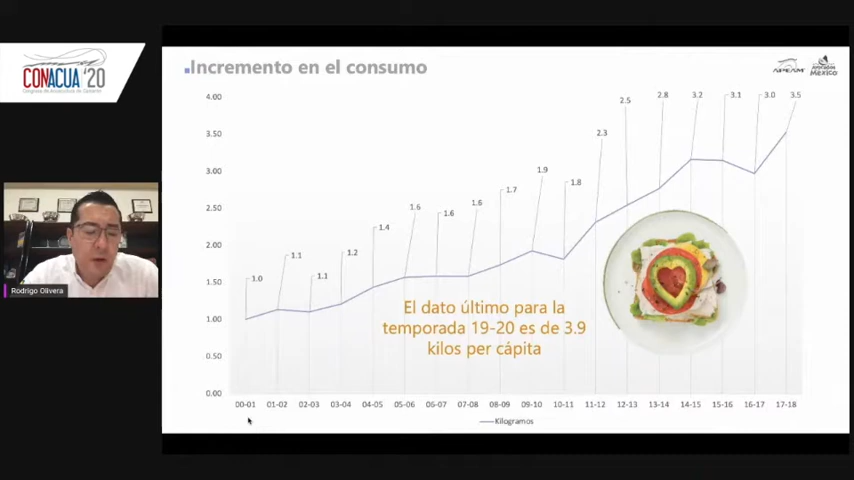 CONACUA '20
Incremento en el consumo
APEAM
Avocados
México
4.00
3.50
3.00
2.50
2.00
1.50
1.00
0.50
0.00
1.0
1.1
1.1
1.2
1.4
1.6
1.6
1.6
1.7
1.9
1.8
2.3
2.5
2.8
3.2
3.1
3.0
3.5
El dato último para la
temporada 19-20 es de 3.9
kilos per cápita
00-01 01-02 02-03 03-04 04-05 05-06 06-07 07-08 08-09 09-10 10-11 11-12 12-13 13-14 14-15 15-16 16-17 17-18
Kilogramos
Rodrigo Olivera